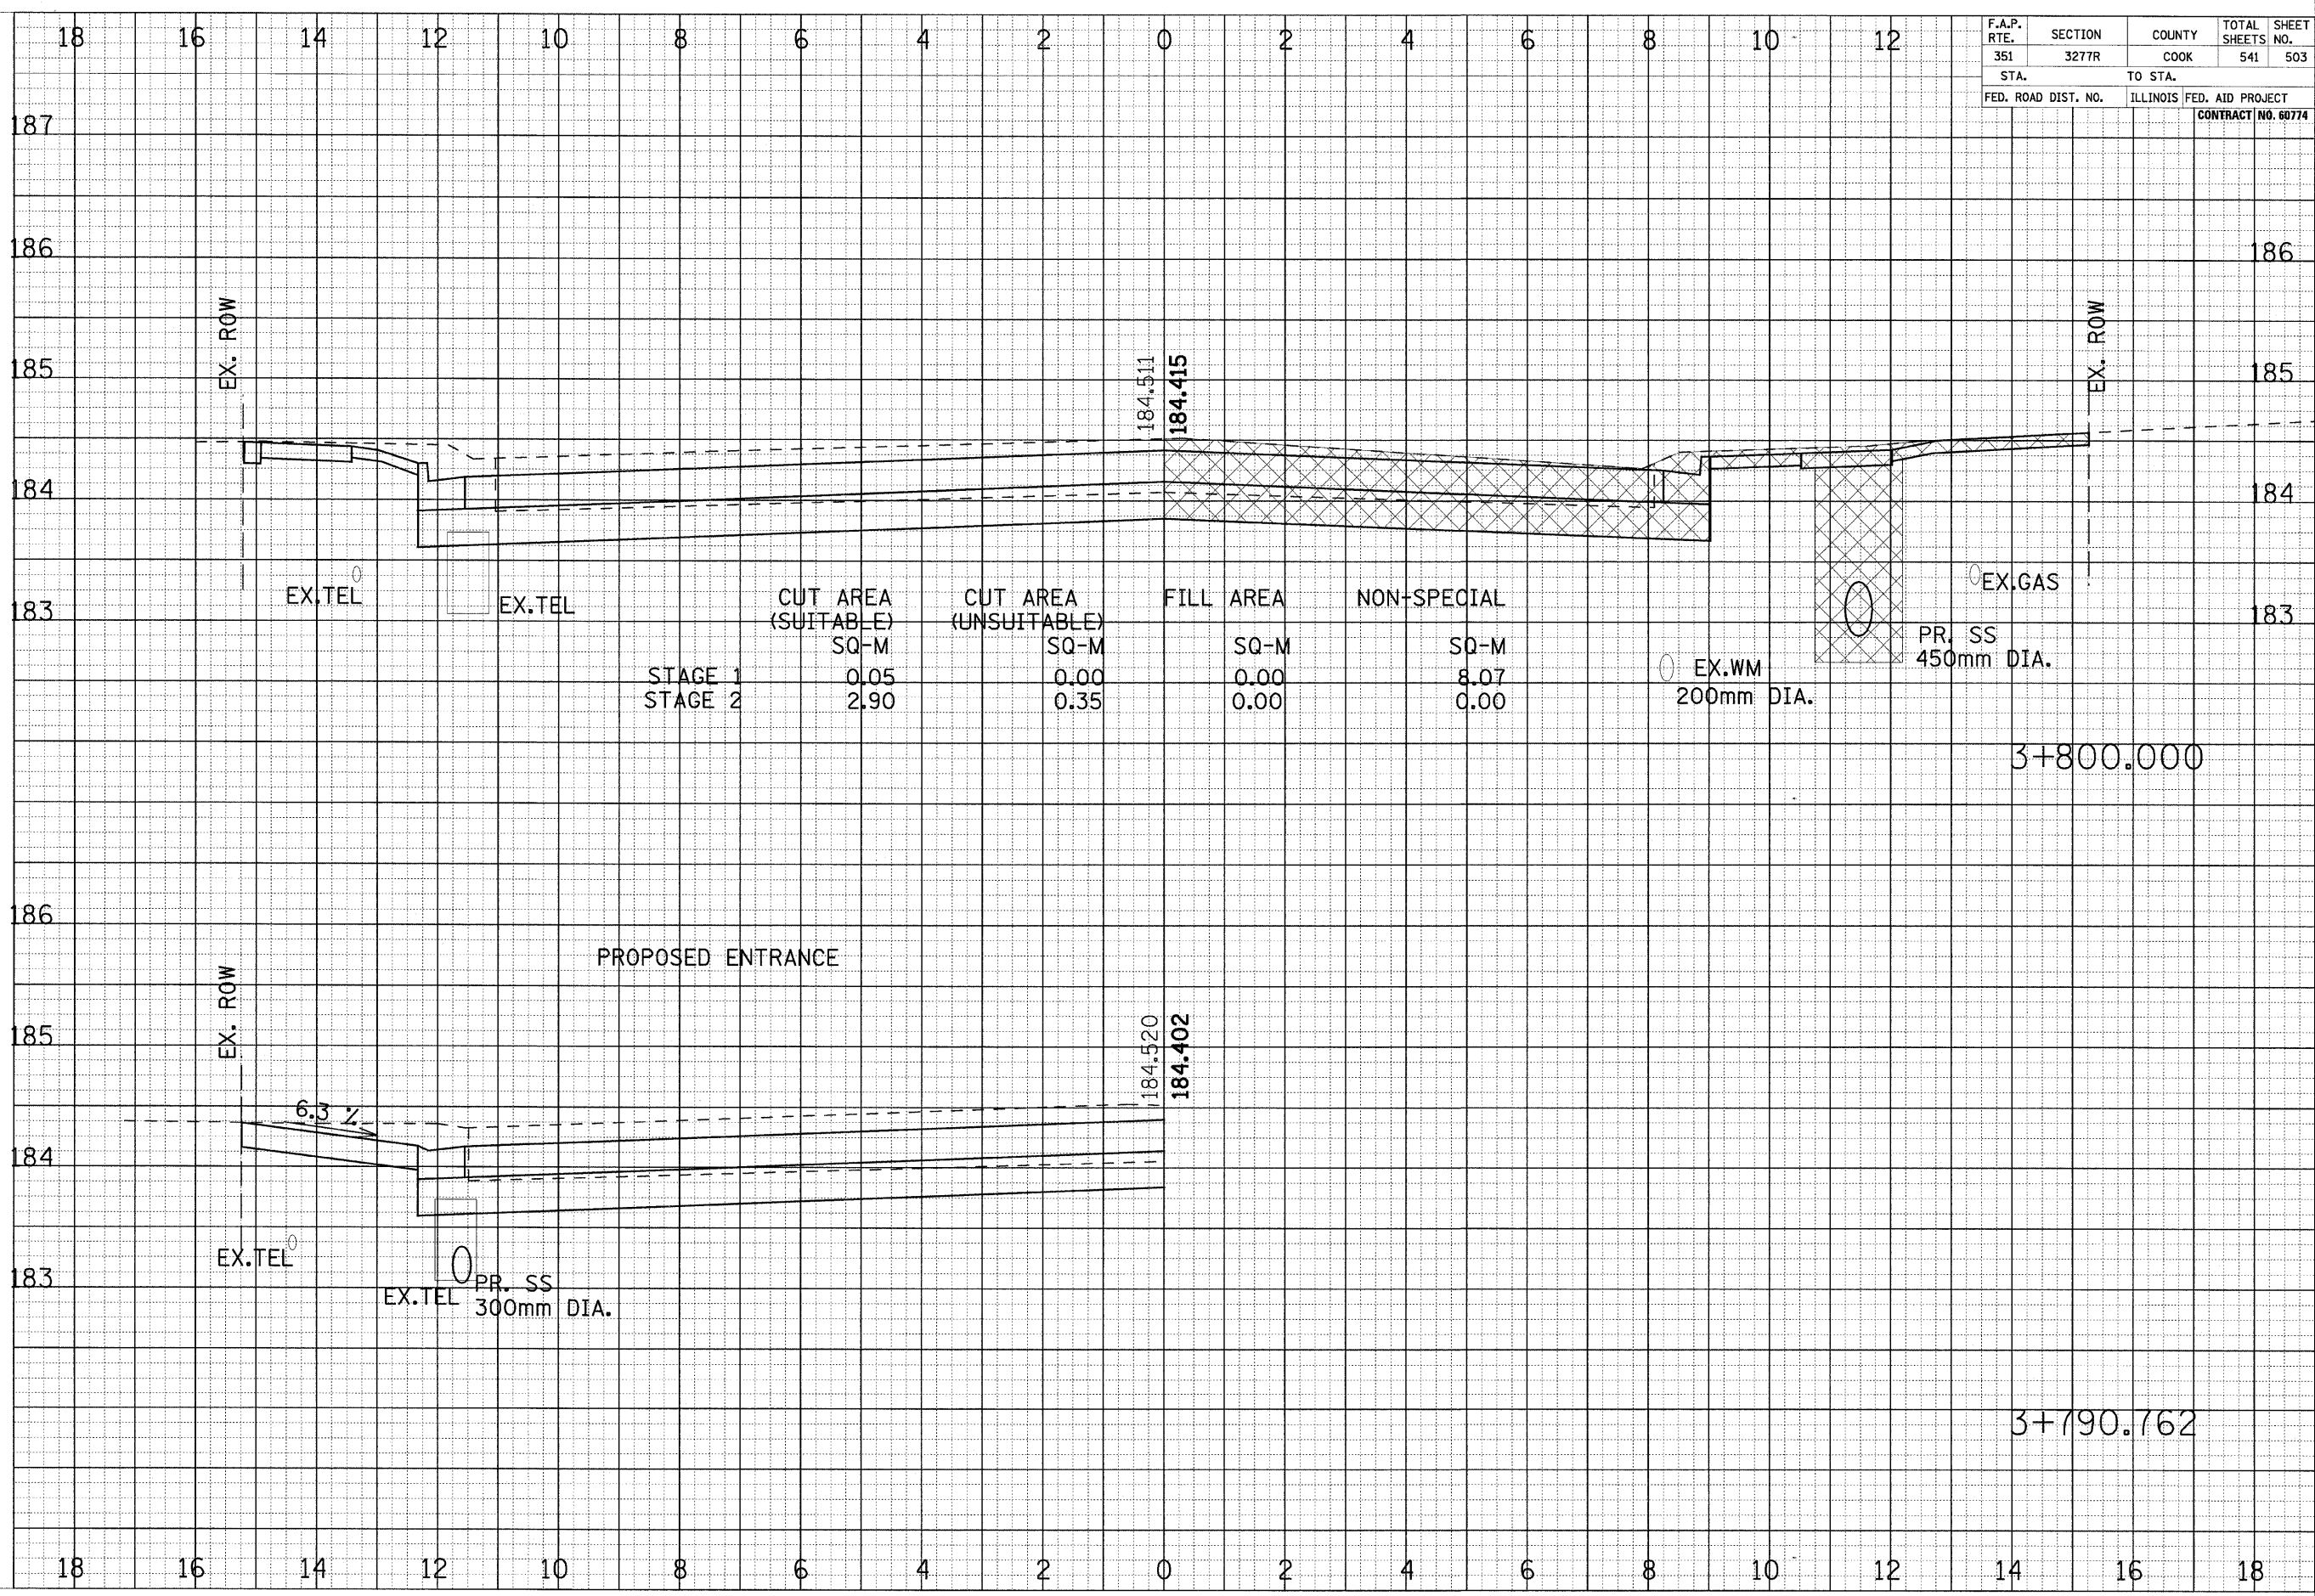 18 16 14 12 10 8 6 4 2 0 2 4 6 8 10 12
F.A.P. RTE. SECTION COUNTY TOTAL SHEETS SHEET NO.
351 3277R COOK 541 503
STA. TO STA.
FED. ROAD DIST. NO. ILLINOIS FED. AID PROJECT
CONTRACT NO. 60774
187
186 186
EX. ROW EX. ROW
185 184.511 184.415 185
184 184
EX.TEL EX.TEL EX.GAS
183 183
CUT AREA (SUITABLE) CUT AREA (UNSUITABLE) FILL AREA NON-SPECIAL
SQ-M SQ-M SQ-M SQ-M
STAGE 1 0.05 0.00 0.00 8.07
STAGE 2 2.90 0.35 0.00 0.00
PR. SS
450mm DIA.
EX.WM
200mm DIA.
3+800.000
186
PROPOSED ENTRANCE
EX. ROW
185 184.520 184.402
6.3 %
184
EX.TEL
183
EX.TEL
PR. SS
300mm DIA.
3+790.762
18 16 14 12 10 8 6 4 2 0 2 4 6 8 10 12 14 16 18